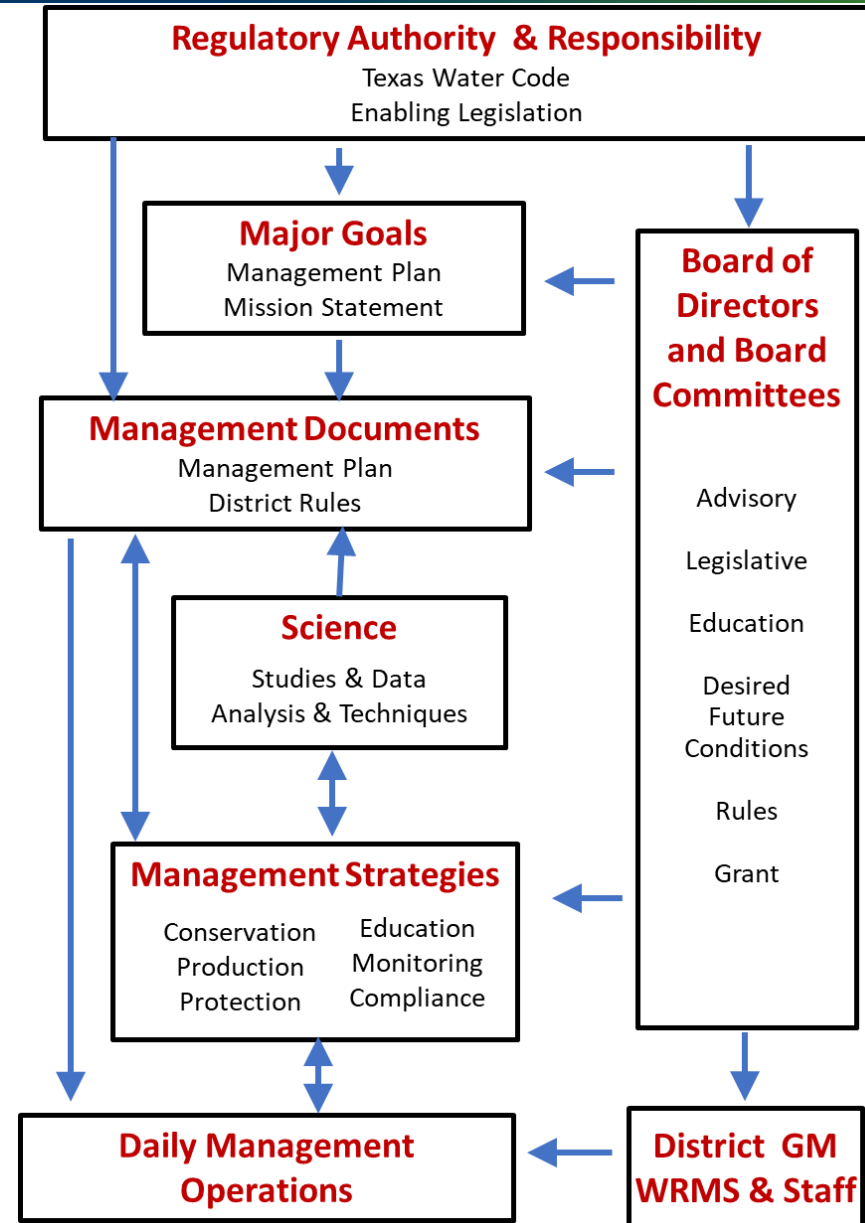 Regulatory Authority & Responsibility
Texas Water Code
Enabling Legislation
Major Goals
Management Plan
Mission Statement
Board of
Directors
and Board
Committees
Advisory
Legislative
Education
Desired
Future
Conditions
Rules
Grant
Management Documents
Management Plan
District Rules
Science
Studies & Data
Analysis & Techniques
Management Strategies
Conservation
Production
Protection
Education
Monitoring
Compliance
Daily Management
Operations
District GM
WRMS & Staff